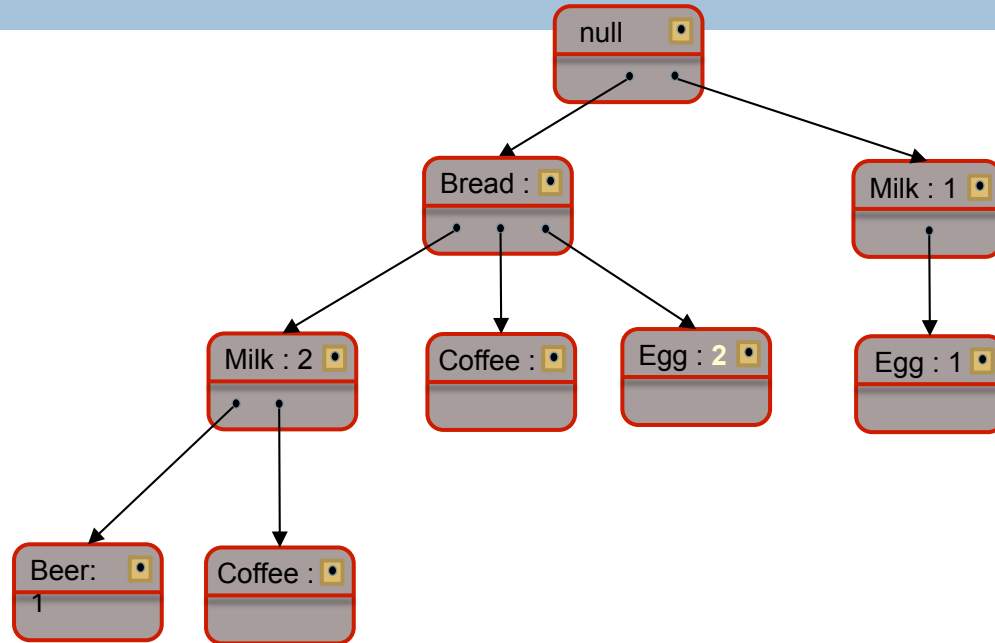 null
Bread :
Milk : 1
Milk : 2
Coffee :
Egg : 2
Egg : 1
Beer:
1
Coffee :